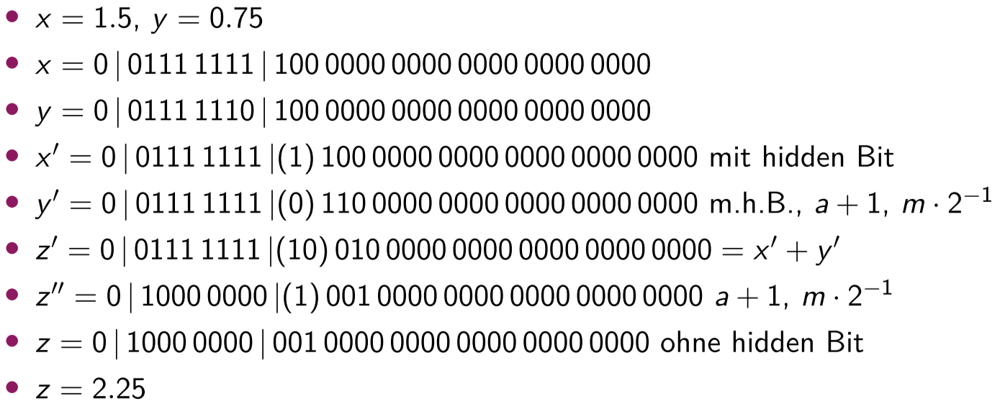 • x = 1.5, y = 0.75
• x = 0 | 0111 1111 | 100 0000 0000 0000 0000 0000
• y = 0 | 0111 1110 | 100 0000 0000 0000 0000 0000
• x′ = 0 | 0111 1111 |(1) 100 0000 0000 0000 0000 0000 mit hidden Bit
• y′ = 0 | 0111 1111 |(0) 110 0000 0000 0000 0000 0000 m.h.B., a + 1, m · 2⁻¹
• z′ = 0 | 0111 1111 |(10) 010 0000 0000 0000 0000 0000 = x′ + y′
• z″ = 0 | 1000 0000 |(1) 001 0000 0000 0000 0000 0000 a + 1, m · 2⁻¹
• z = 0 | 1000 0000 | 001 0000 0000 0000 0000 0000 ohne hidden Bit
• z = 2.25